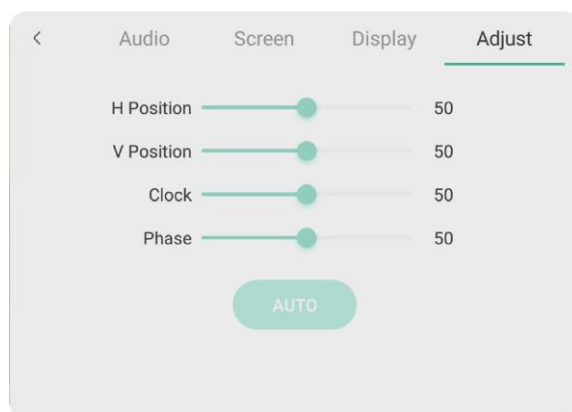 Audio Screen Display Adjust
H Position 50
V Position 50
Clock 50
Phase 50
AUTO